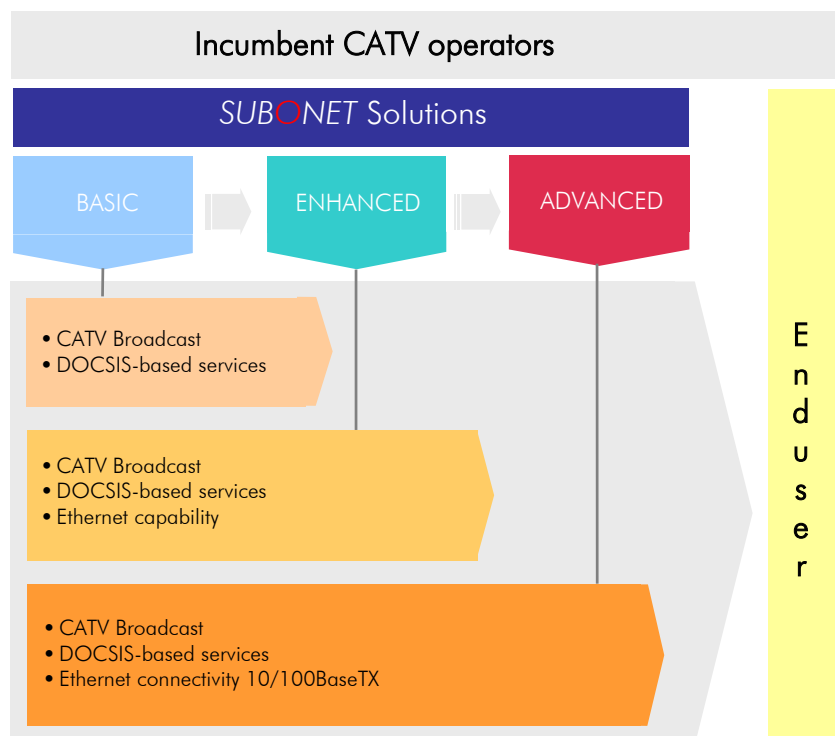 Incumbent CATV operators
SUBONET Solutions
BASIC
ENHANCED
ADVANCED
• CATV Broadcast
• DOCSIS-based services
• CATV Broadcast
• DOCSIS-based services
• Ethernet capability
• CATV Broadcast
• DOCSIS-based services
• Ethernet connectivity 10/100BaseTX
E
n
d
u
s
e
r